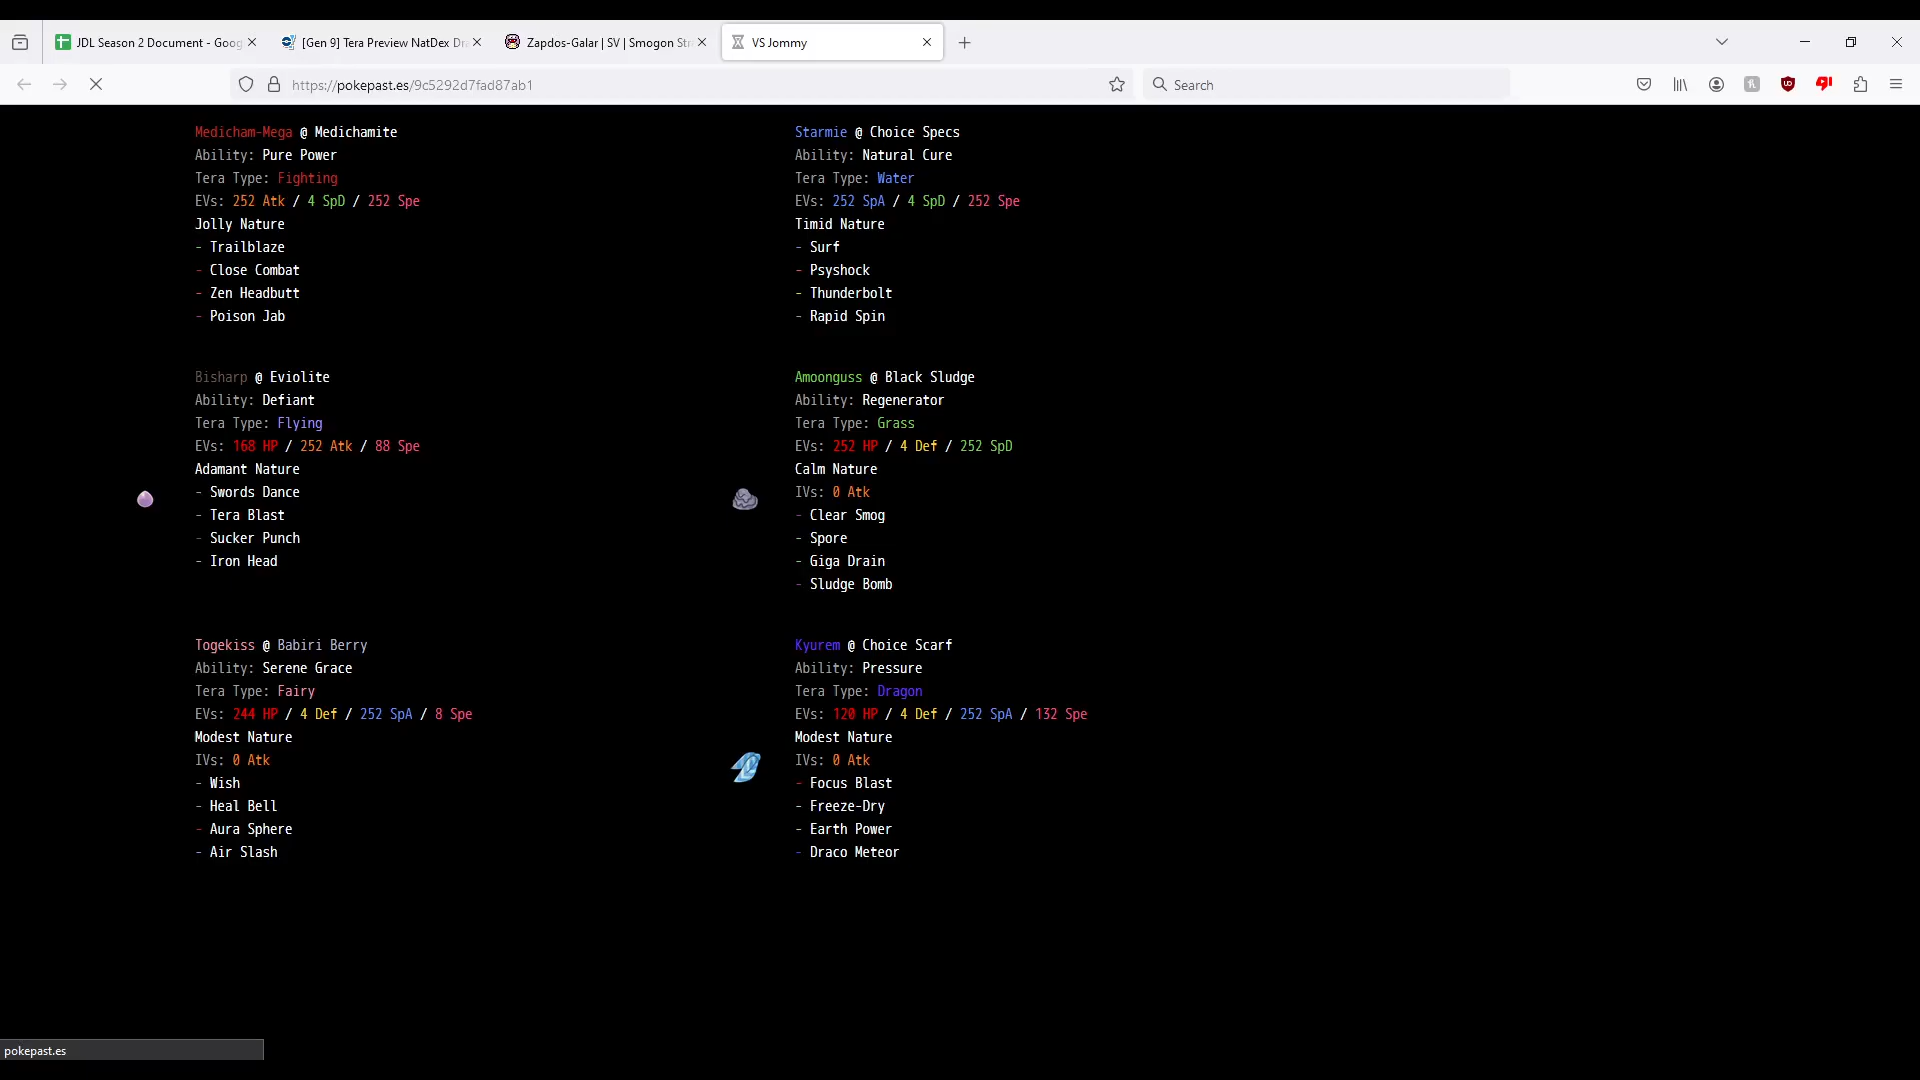 JDL Season 2 Document - Goog
[Gen 9] Tera Preview NatDex Dr
Zapdos-Galar | SV | Smogon Str
VS Jommy
https://pokepast.es/9c5292d7fad87ab1
Search
Medicham-Mega @ Medichamite
Ability: Pure Power
Tera Type: Fighting
EVs: 252 Atk / 4 SpD / 252 Spe
Jolly Nature
- Trailblaze
- Close Combat
- Zen Headbutt
- Poison Jab
Starmie @ Choice Specs
Ability: Natural Cure
Tera Type: Water
EVs: 252 SpA / 4 SpD / 252 Spe
Timid Nature
- Surf
- Psyshock
- Thunderbolt
- Rapid Spin
Bisharp @ Eviolite
Ability: Defiant
Tera Type: Flying
EVs: 168 HP / 252 Atk / 88 Spe
Adamant Nature
- Swords Dance
- Tera Blast
- Sucker Punch
- Iron Head
Amoonguss @ Black Sludge
Ability: Regenerator
Tera Type: Grass
EVs: 252 HP / 4 Def / 252 SpD
Calm Nature
IVs: 0 Atk
- Clear Smog
- Spore
- Giga Drain
- Sludge Bomb
Togekiss @ Babiri Berry
Ability: Serene Grace
Tera Type: Fairy
EVs: 244 HP / 4 Def / 252 SpA / 8 Spe
Modest Nature
IVs: 0 Atk
- Wish
- Heal Bell
- Aura Sphere
- Air Slash
Kyurem @ Choice Scarf
Ability: Pressure
Tera Type: Dragon
EVs: 120 HP / 4 Def / 252 SpA / 132 Spe
Modest Nature
IVs: 0 Atk
- Focus Blast
- Freeze-Dry
- Earth Power
- Draco Meteor
pokepast.es